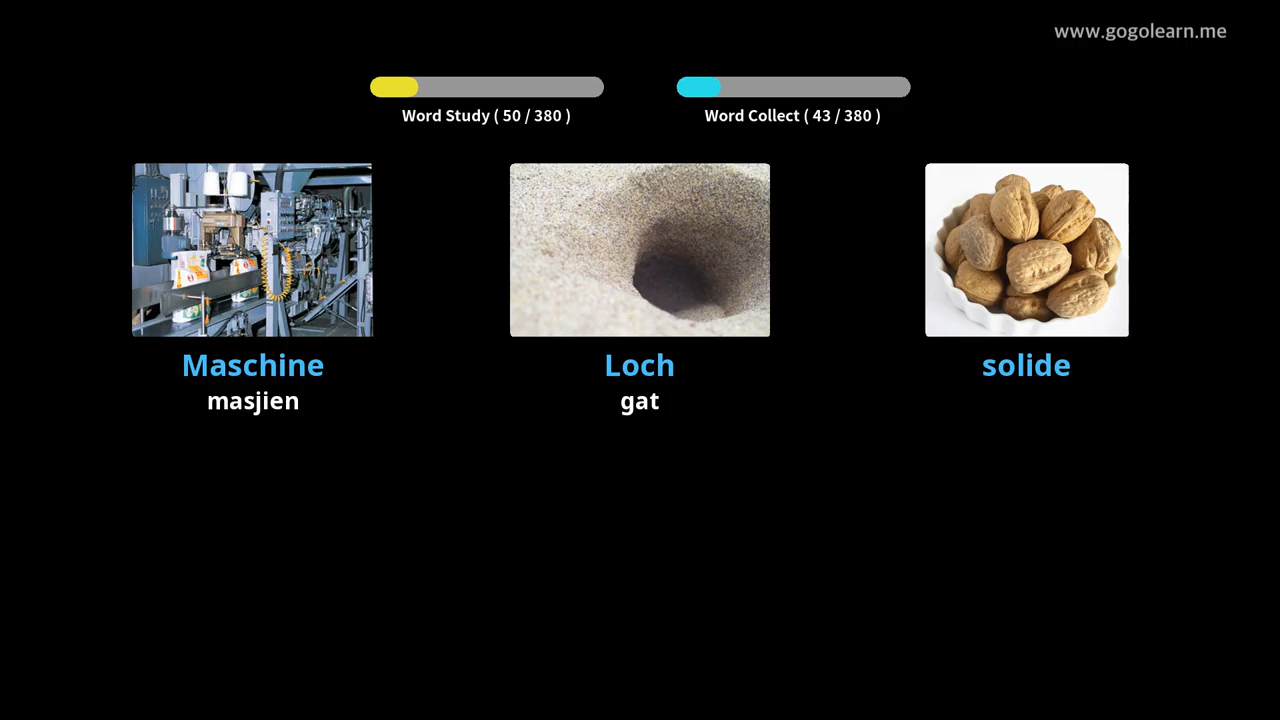 www.gogolearn.me
Word Study ( 50 / 380 )
Word Collect ( 43 / 380 )
Maschine
masjien
Loch
gat
solide